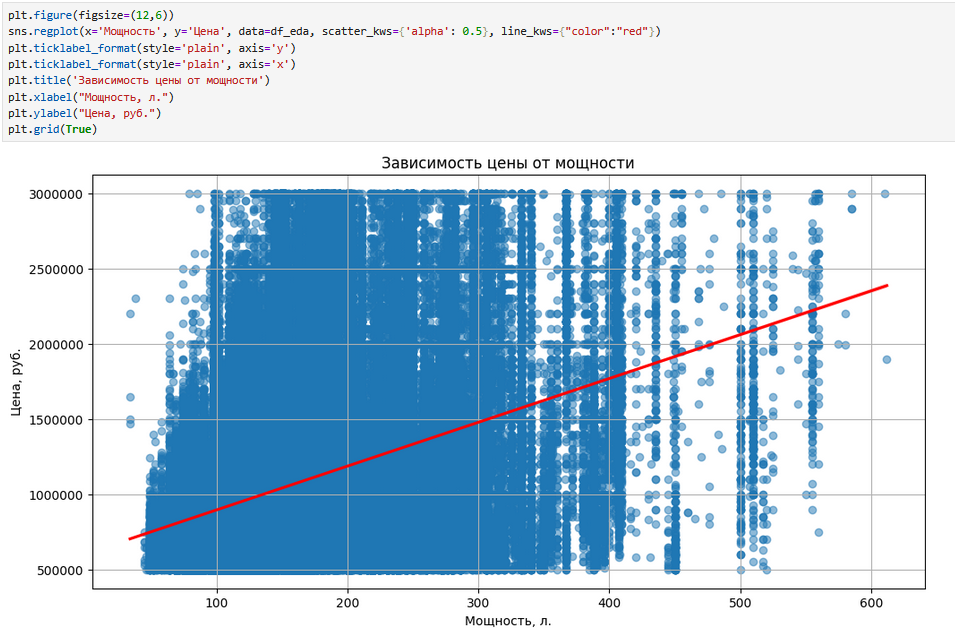 plt.figure(figsize=(12,6))
sns.regplot(x='Мощность', y='Цена', data=df_eda, scatter_kws={'alpha': 0.5}, line_kws={"color":"red"})
plt.ticklabel_format(style='plain', axis='y')
plt.ticklabel_format(style='plain', axis='x')
plt.title('Зависимость цены от мощности')
plt.xlabel("Мощность, л.")
plt.ylabel("Цена, руб.")
plt.grid(True)
Зависимость цены от мощности
3000000
2500000
2000000
1500000
1000000
500000
Цена, руб.
100 200 300 400 500 600
Мощность, л.